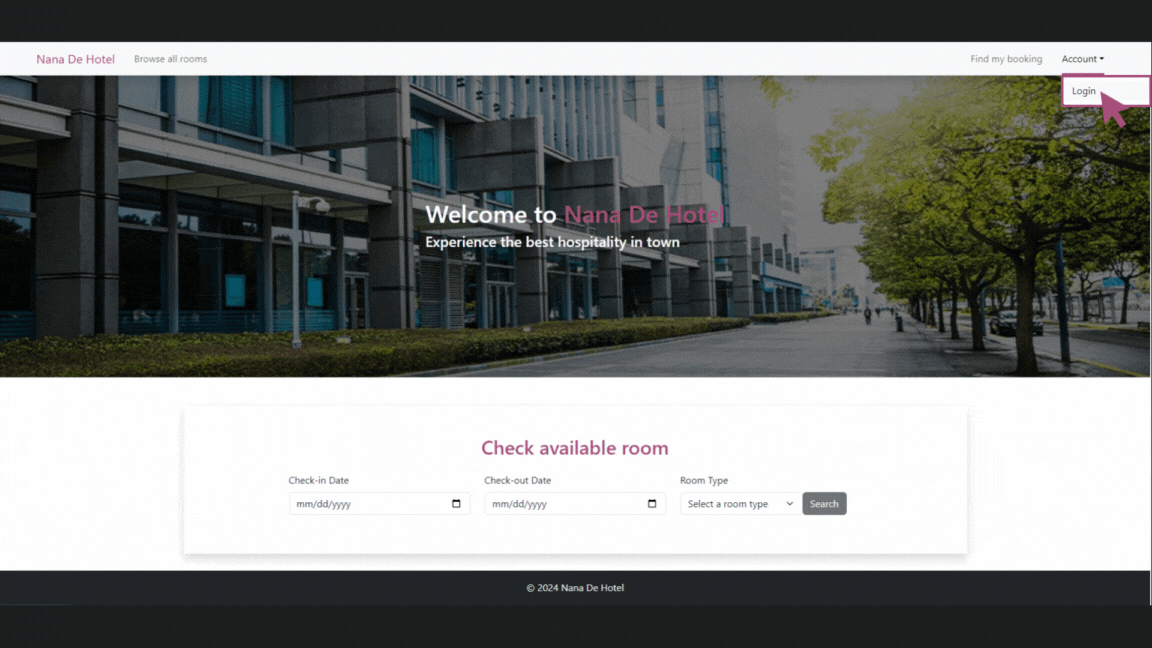 Nana De Hotel Browse all rooms Find my booking Account
Login
Welcome to Nana De Hotel
Experience the best hospitality in town
Check available room
Check-in Date Check-out Date Room Type
mm/dd/yyyy mm/dd/yyyy Select a room type Search
© 2024 Nana De Hotel